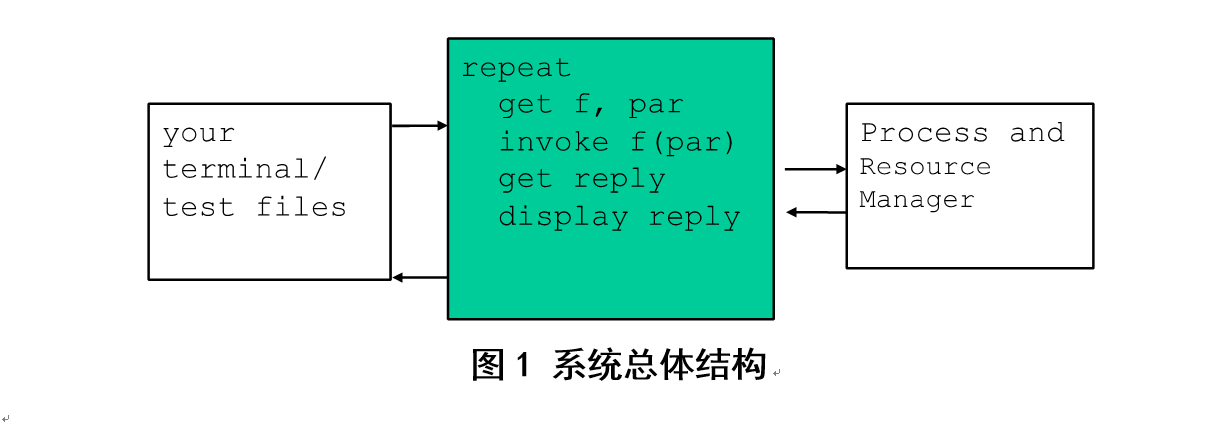 your
terminal/
test files
repeat
get f, par
invoke f(par)
get reply
display reply
Process and
Resource
Manager
图1 系统总体结构